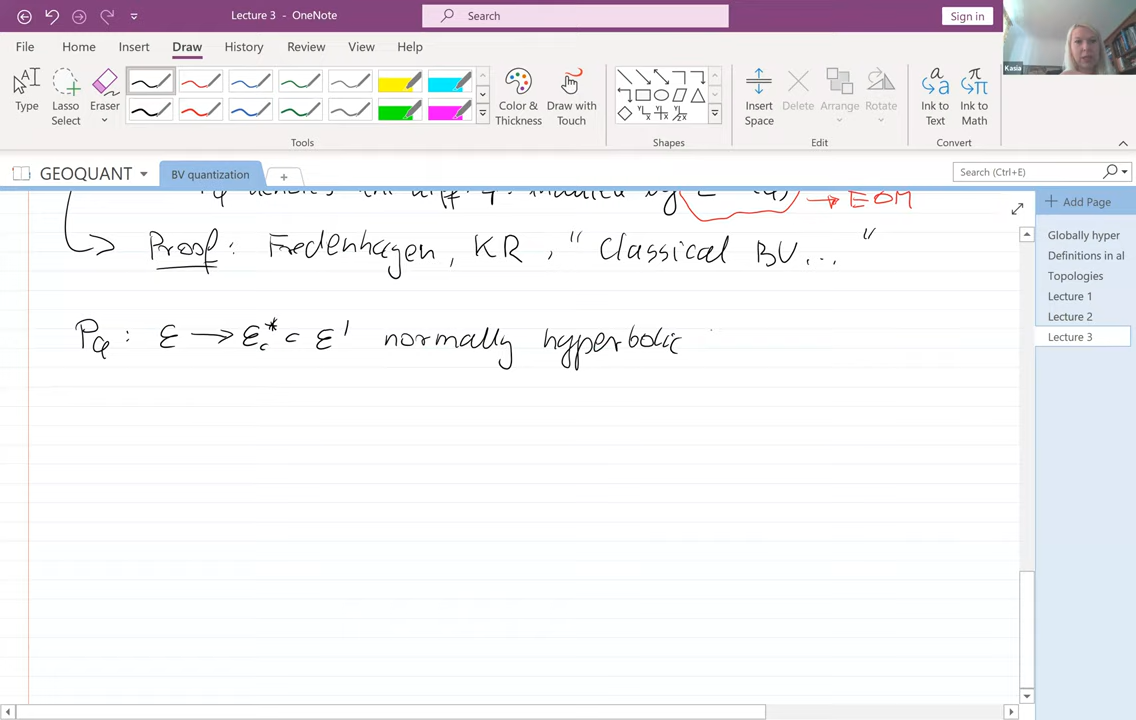 Lecture 3 - OneNote
Search
Sign in
File Home Insert Draw History Review View Help
Kasia
Type
Lasso Select
Eraser
Color & Thickness
Draw with Touch
Insert Space
Delete
Arrange
Rotate
Ink to Text
Ink to Math
Tools
Shapes
Edit
Convert
GEOQUANT
BV quantization
Search (Ctrl+E)
Add Page
Globally hyper
Definitions in al
Topologies
Lecture 1
Lecture 2
Lecture 3
→ EOM
Proof: Fredenhagen, KR, "Classical BV... "
P_φ : ε → ε_c^* ⊂ ε' normally hyperbolic